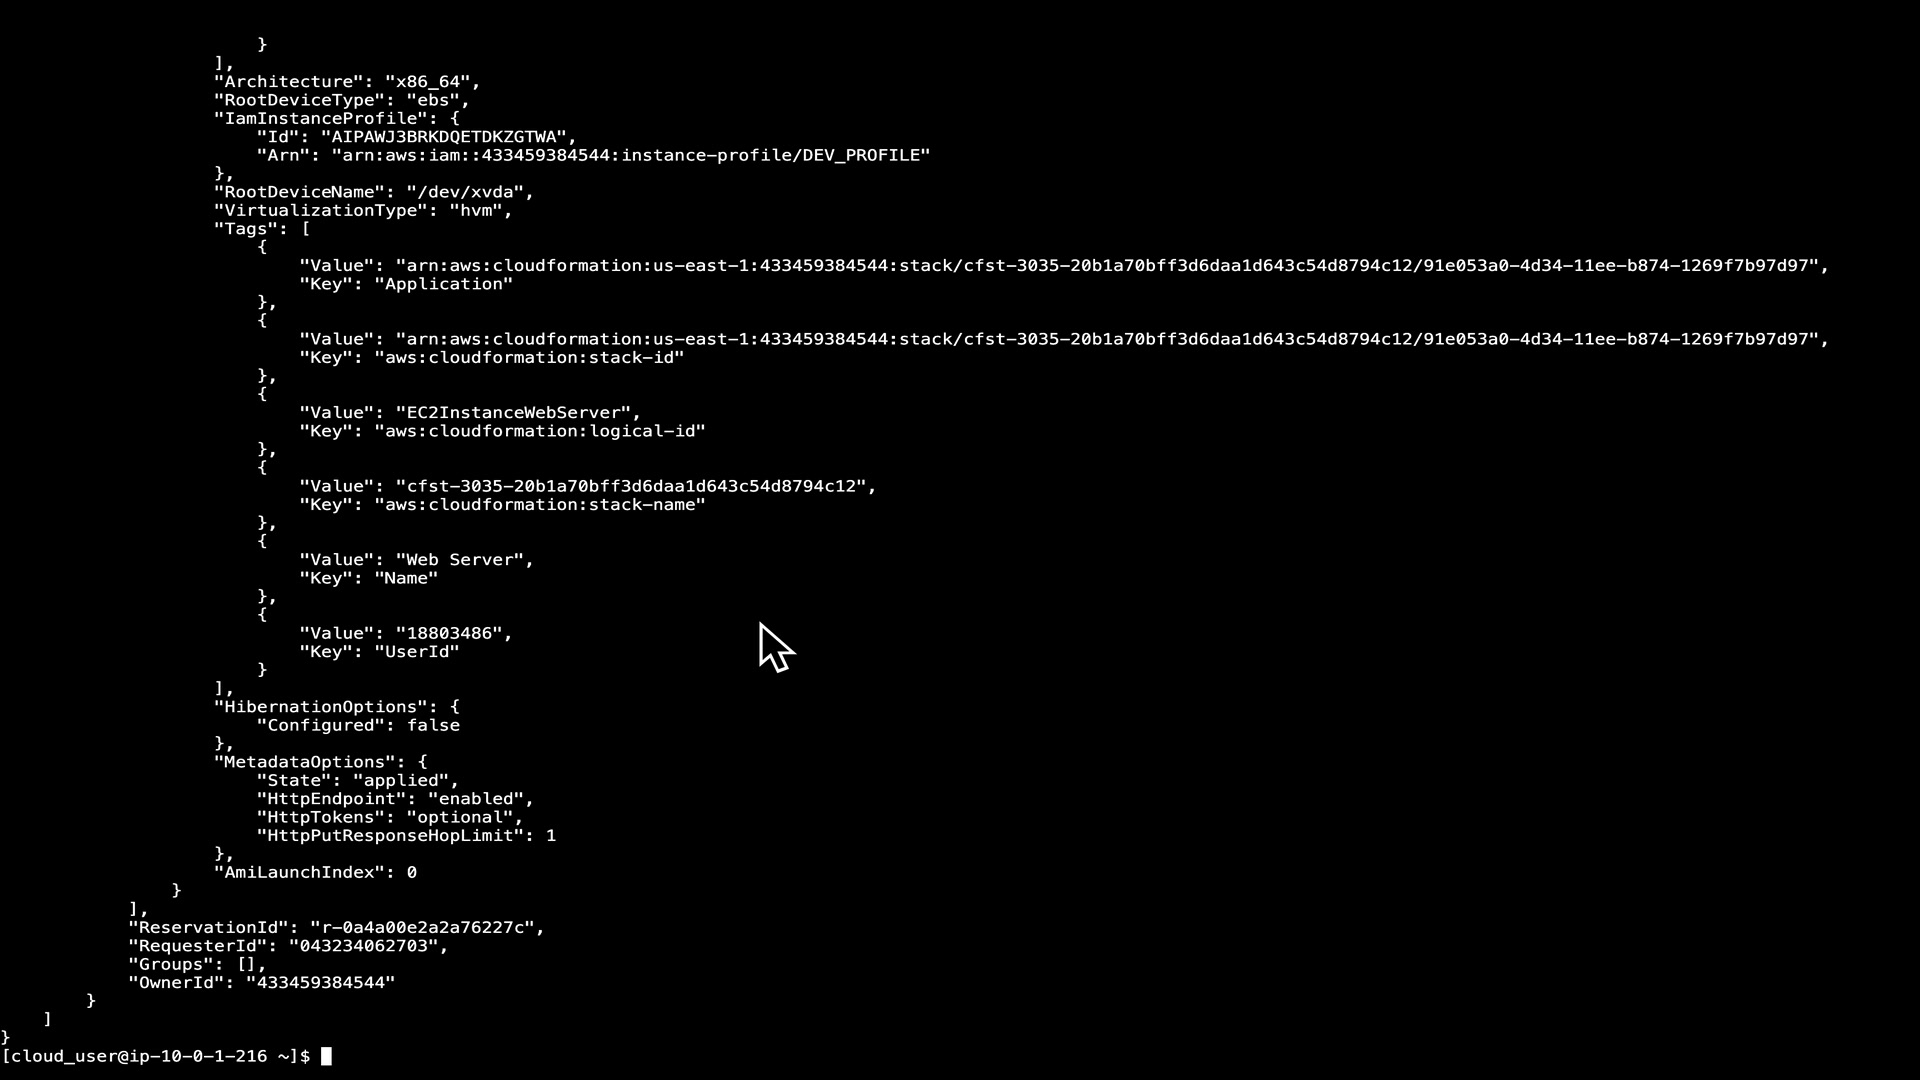 }
],
"Architecture": "x86_64",
"RootDeviceType": "ebs",
"IamInstanceProfile": {
"Id": "AIPAWJ3BRKDQETDKZGTWA",
"Arn": "arn:aws:iam::433459384544:instance-profile/DEV_PROFILE"
},
"RootDeviceName": "/dev/xvda",
"VirtualizationType": "hvm",
"Tags": [
{
"Value": "arn:aws:cloudformation:us-east-1:433459384544:stack/cfst-3035-20b1a70bff3d6daa1d643c54d8794c12/91e053a0-4d34-11ee-b874-1269f7b97d97",
"Key": "Application"
},
{
"Value": "arn:aws:cloudformation:us-east-1:433459384544:stack/cfst-3035-20b1a70bff3d6daa1d643c54d8794c12/91e053a0-4d34-11ee-b874-1269f7b97d97",
"Key": "aws:cloudformation:stack-id"
},
{
"Value": "EC2InstanceWebServer",
"Key": "aws:cloudformation:logical-id"
},
{
"Value": "cfst-3035-20b1a70bff3d6daa1d643c54d8794c12",
"Key": "aws:cloudformation:stack-name"
},
{
"Value": "Web Server",
"Key": "Name"
},
{
"Value": "18803486",
"Key": "UserId"
}
],
"HibernationOptions": {
"Configured": false
},
"MetadataOptions": {
"State": "applied",
"HttpEndpoint": "enabled",
"HttpTokens": "optional",
"HttpPutResponseHopLimit": 1
},
"AmiLaunchIndex": 0
}
],
"ReservationId": "r-0a4a00e2a2a76227c",
"RequesterId": "043234062703",
"Groups": [],
"OwnerId": "433459384544"
}
]
}
[cloud_user@ip-10-0-1-216 ~]$